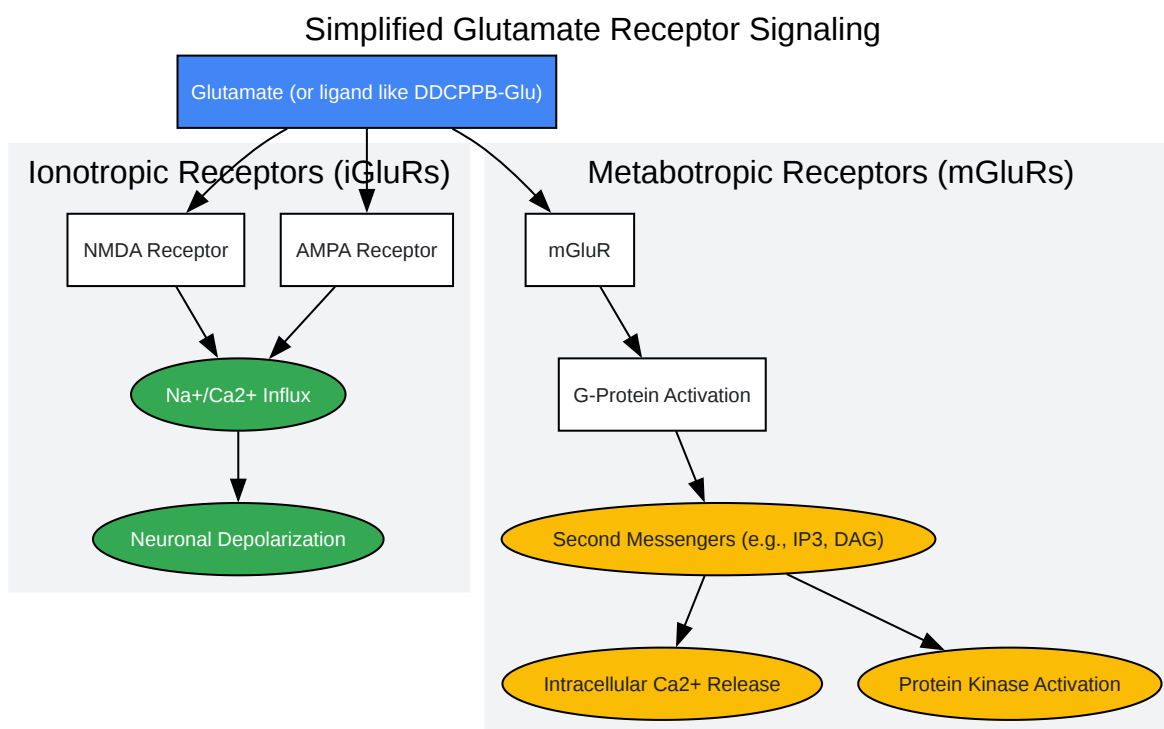 Simplified Glutamate Receptor Signaling
Glutamate (or ligand like DDCPPB-Glu)
Ionotropic Receptors (iGluRs)
Metabotropic Receptors (mGluRs)
NMDA Receptor
AMPA Receptor
mGluR
Na+/Ca2+ Influx
G-Protein Activation
Neuronal Depolarization
Second Messengers (e.g., IP3, DAG)
Intracellular Ca2+ Release
Protein Kinase Activation